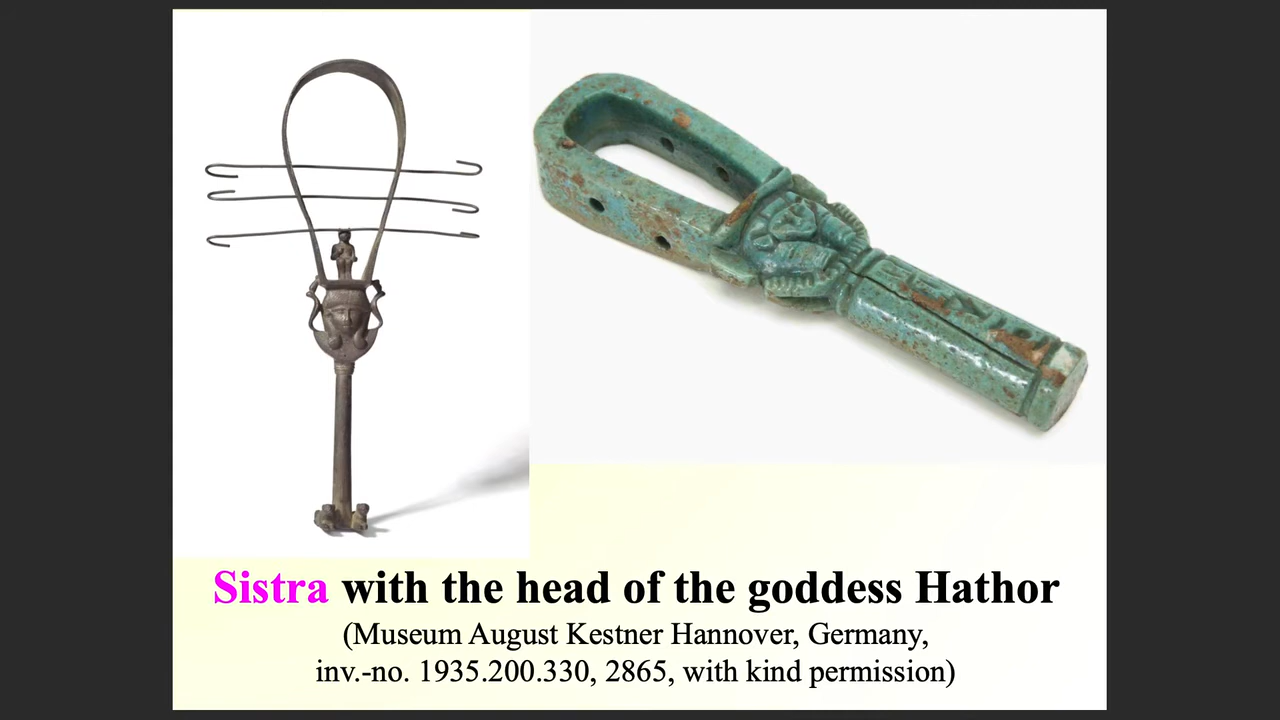 Sistra with the head of the goddess Hathor
(Museum August Kestner Hannover, Germany,
inv.-no. 1935.200.330, 2865, with kind permission)